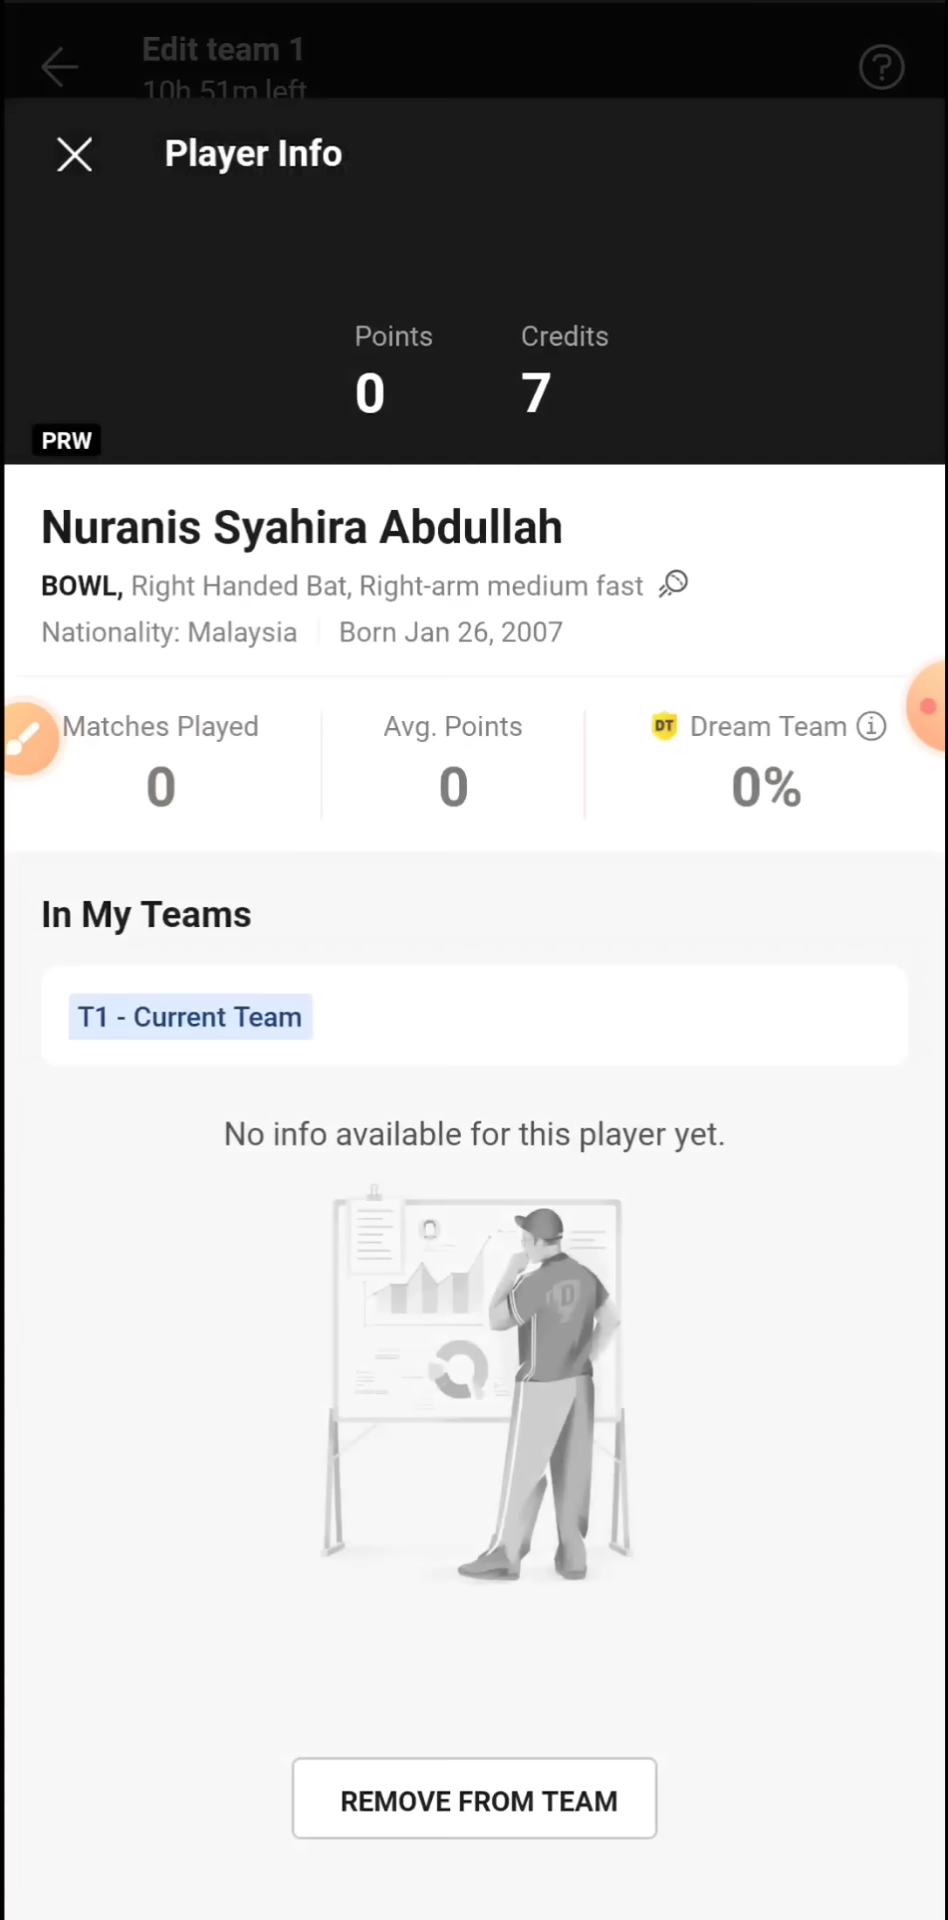 Edit team 1
10h 51m left
Player Info
Points
Credits
0
7
PRW
Nuranis Syahira Abdullah
BOWL, Right Handed Bat, Right-arm medium fast
Nationality: Malaysia
Born Jan 26, 2007
Matches Played
Avg. Points
DT Dream Team
0
0
0%
In My Teams
T1 - Current Team
No info available for this player yet.
D
REMOVE FROM TEAM